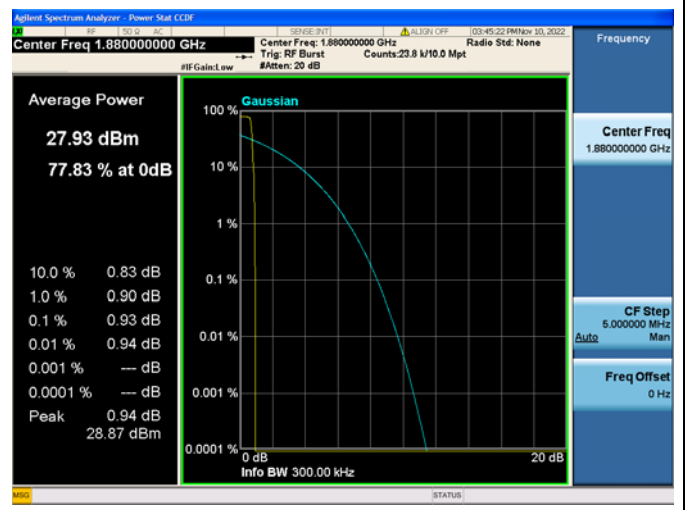 Agilent Spectrum Analyzer - Power Stat CCDF
RF 50 Ω AC SENSE:INT ALIGN OFF 03:45:22 PM Nov 10, 2022
Center Freq 1.880000000 GHz
Center Freq: 1.880000000 GHz Radio Std: None
Trig: RF Burst Counts:23.8 k/10.0 Mpt
#IFGain:Low #Atten: 20 dB
Frequency
Average Power
27.93 dBm
77.83 % at 0dB
10.0 % 0.83 dB
1.0 % 0.90 dB
0.1 % 0.93 dB
0.01 % 0.94 dB
0.001 % --- dB
0.0001 % --- dB
Peak 0.94 dB
28.87 dBm
Gaussian
100 %
10 %
1 %
0.1 %
0.01 %
0.001 %
0.0001 %
0 dB 20 dB
Info BW 300.00 kHz
Center Freq
1.880000000 GHz
CF Step
5.000000 MHz
Auto Man
Freq Offset
0 Hz
MSG STATUS